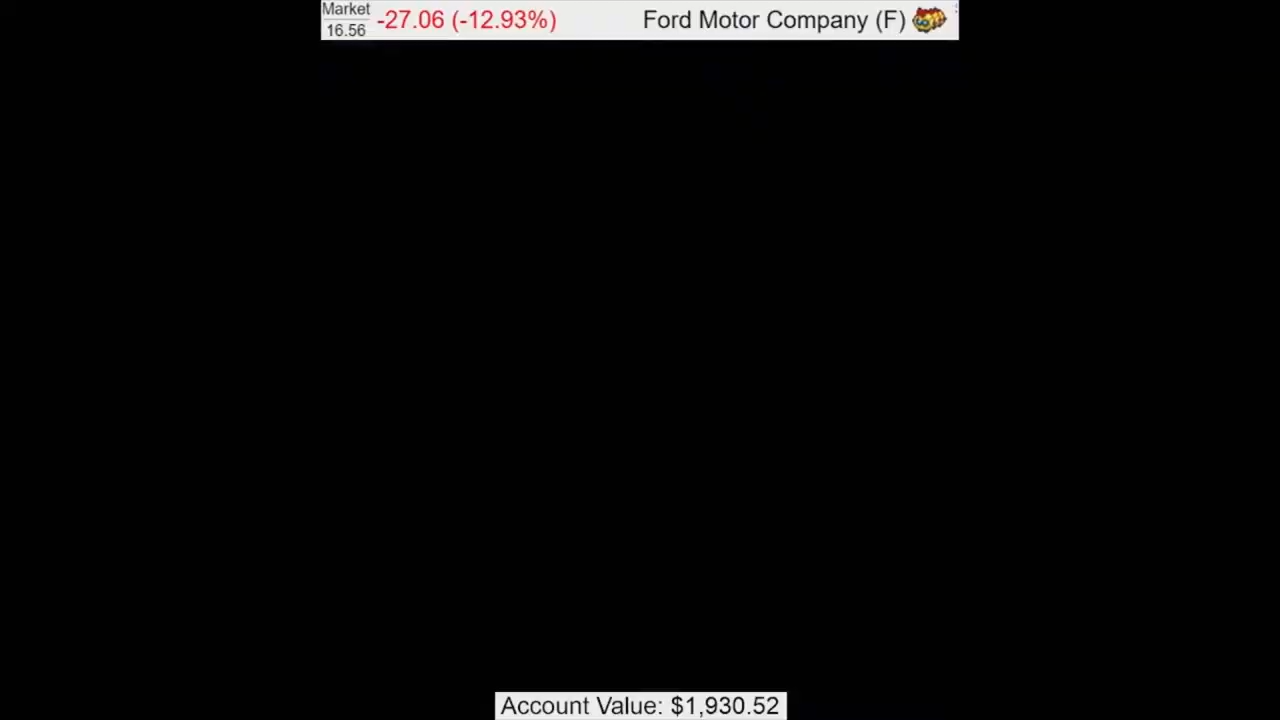 Market
16.56
-27.06 (-12.93%)
Ford Motor Company (F)
Account Value: $1,930.52